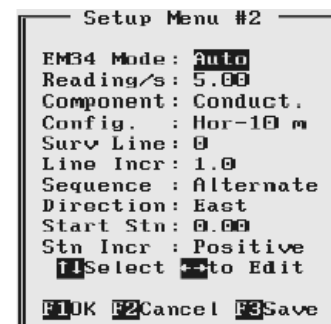 Setup Menu #2
EM34 Mode: Auto
Reading/s: 5.00
Component: Conduct.
Config. : Hor-10 m
Surv Line: 0
Line Incr: 1.0
Sequence : Alternate
Direction: East
Start Stn: 0.00
Stn Incr : Positive
↑↓Select ↔to Edit
F1OK F2Cancel F3Save